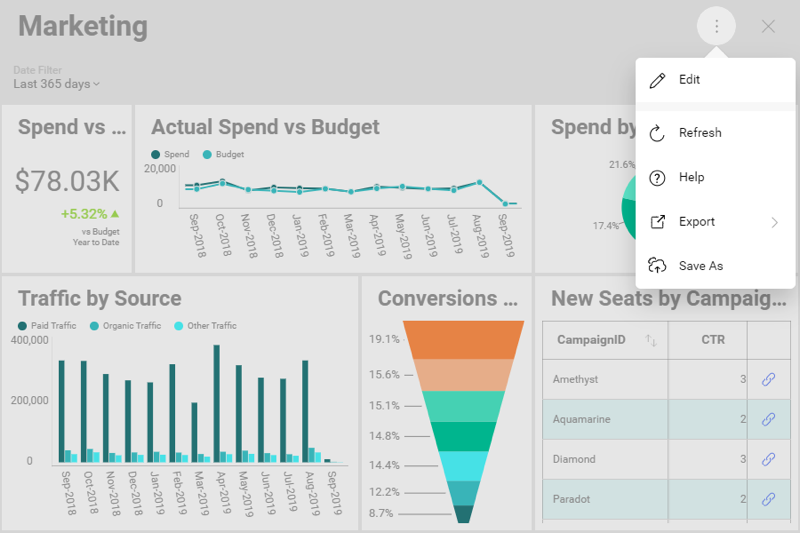 Marketing
Date Filter
Last 365 days
Edit
Refresh
Help
Export
Save As
Spend vs ...
$78.03K
+5.32%
vs Budget
Year to Date
Actual Spend vs Budget
Spend
Budget
20,000
0
Sep-2018
Oct-2018
Nov-2018
Dec-2018
Jan-2019
Feb-2019
Mar-2019
Apr-2019
May-2019
Jun-2019
Jul-2019
Aug-2019
Sep-2019
Spend by
21.6%
17.4%
Traffic by Source
Paid Traffic
Organic Traffic
Other Traffic
400,000
200,000
0
Sep-2018
Oct-2018
Nov-2018
Dec-2018
Jan-2019
Feb-2019
Mar-2019
Apr-2019
May-2019
Jun-2019
Jul-2019
Aug-2019
Sep-2019
Conversions ...
19.1%
15.6%
15.1%
14.8%
14.4%
12.2%
8.7%
New Seats by Campaig...
CampaignID CTR
Amethyst 3
Aquamarine 2
Diamond 3
Paradot 2